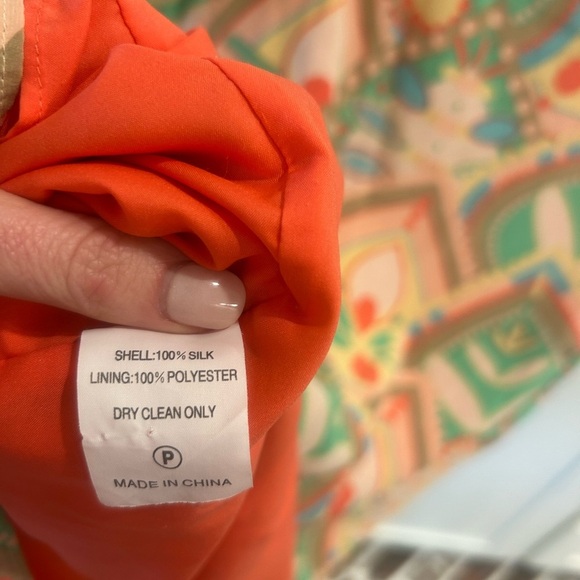 SHELL:100% SILK
LINING:100% POLYESTER
DRY CLEAN ONLY
P
MADE IN CHINA